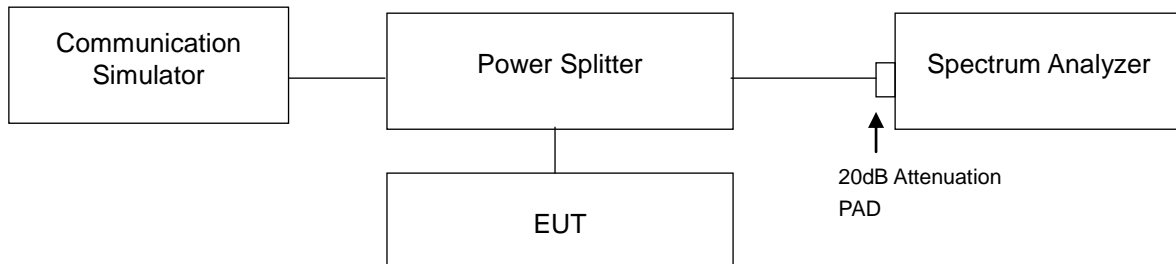 Communication
Simulator
Power Splitter
Spectrum Analyzer
20dB Attenuation
PAD
EUT